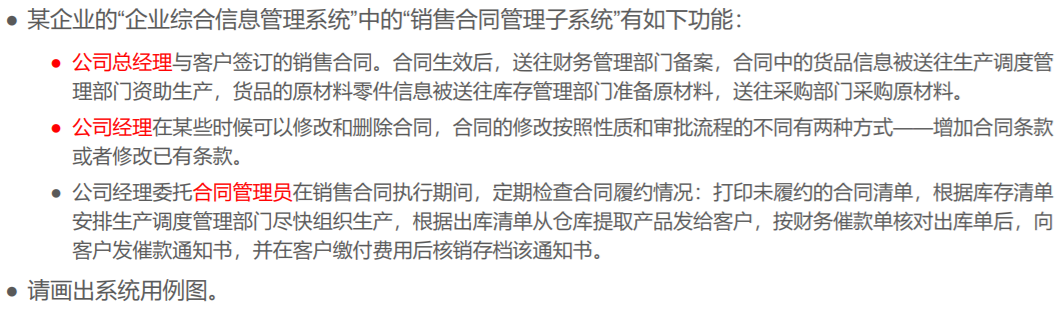 ● 某企业的“企业综合信息管理系统”中的“销售合同管理子系统”有如下功能：
● 公司总经理与客户签订的销售合同。合同生效后，送往财务管理部门备案，合同中的货品信息被送往生产调度管
理部门资助生产，货品的原材料零件信息被送往库存管理部门准备原材料，送往采购部门采购原材料。
● 公司经理在某些时候可以修改和删除合同，合同的修改按照性质和审批流程的不同有两种方式——增加合同条款
或者修改已有条款。
● 公司经理委托合同管理员在销售合同执行期间，定期检查合同履约情况：打印未履约的合同清单，根据库存清单
安排生产调度管理部门尽快组织生产，根据出库清单从仓库提取产品发给客户，按财务催款单核对出库单后，向
客户发催款通知书，并在客户缴付费用后核销存档该通知书。
● 请画出系统用例图。